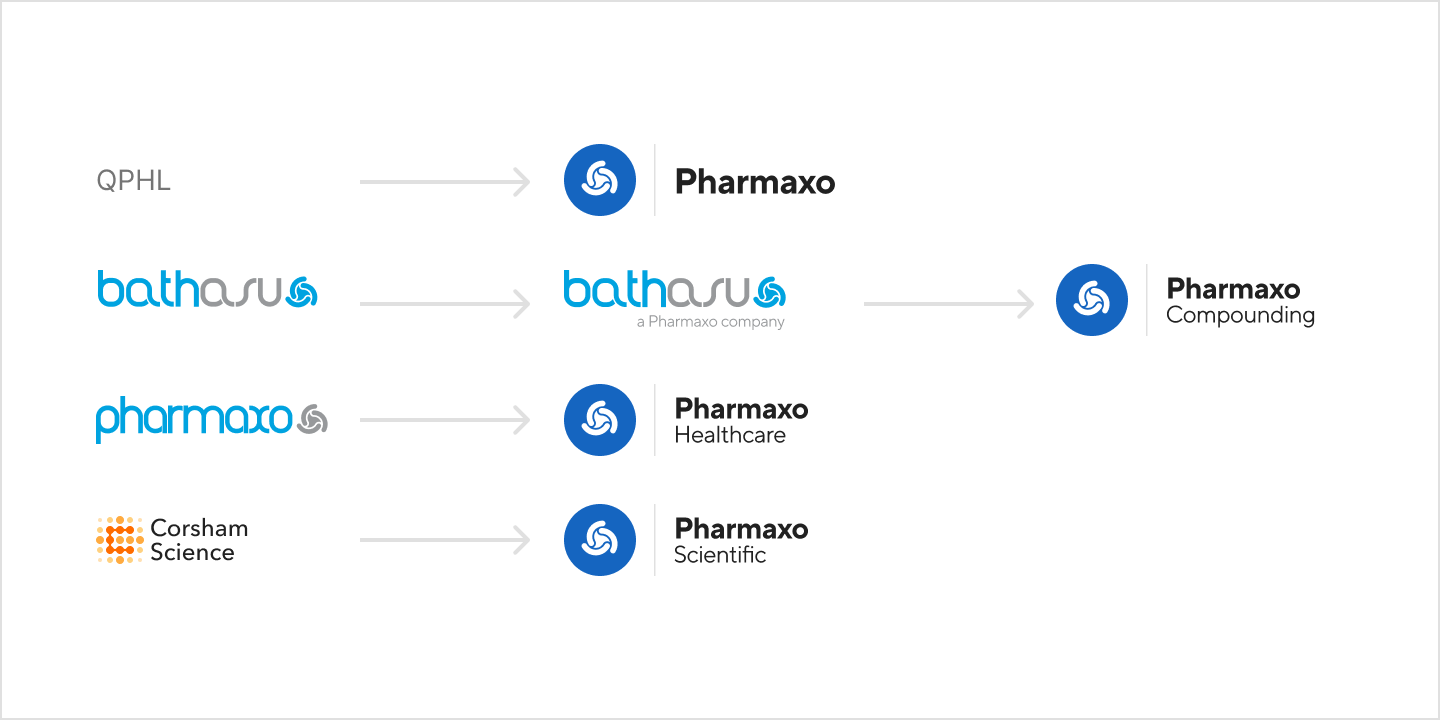 QPHL
Pharmaxo
bathasu
bathasu
a Pharmaxo company
Pharmaxo
Compounding
pharmaxo
Pharmaxo
Healthcare
Corsham
Science
Pharmaxo
Scientific